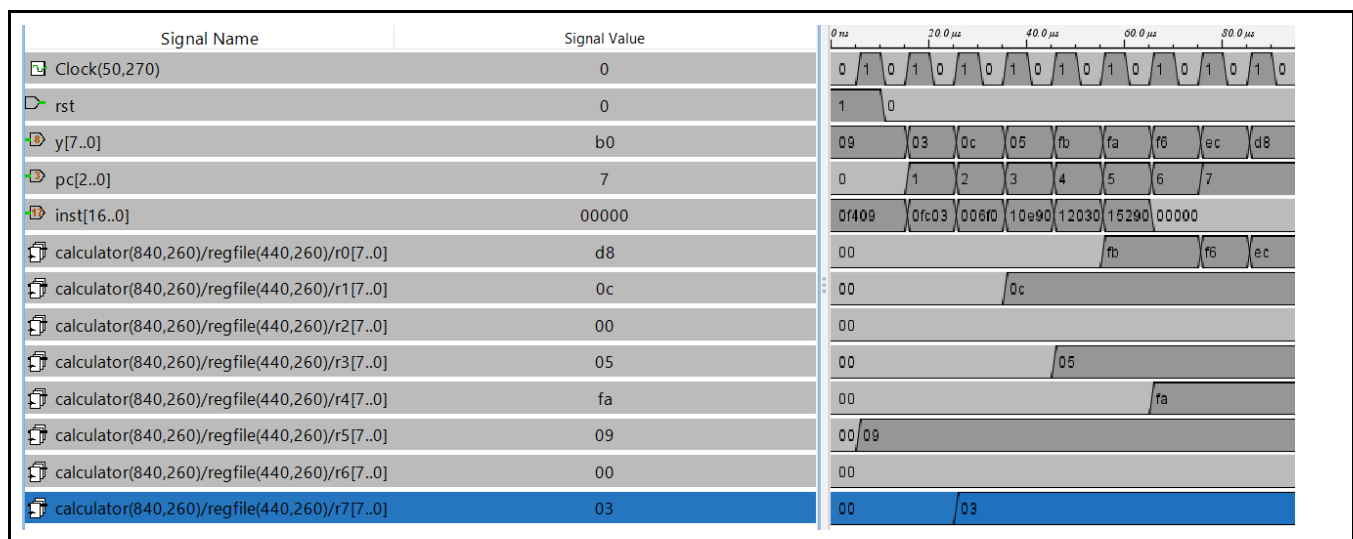 Signal Name Signal Value 0 ns 20.0 µs 40.0 µs 60.0 µs 80.0 µs
Clock(50,270) 0 0 1 0 1 0 1 0 1 0 1 0 1 0 1 0 1 0 1 0
rst 0 1 0
y[7..0] b0 09 03 0c 05 fb fa f6 ec d8
pc[2..0] 7 0 1 2 3 4 5 6 7
inst[16..0] 00000 0f409 0fc03 006f0 10e90 12030 15290 00000
calculator(840,260)/regfile(440,260)/r0[7..0] d8 00 fb f6 ec
calculator(840,260)/regfile(440,260)/r1[7..0] 0c 00 0c
calculator(840,260)/regfile(440,260)/r2[7..0] 00 00
calculator(840,260)/regfile(440,260)/r3[7..0] 05 00 05
calculator(840,260)/regfile(440,260)/r4[7..0] fa 00 fa
calculator(840,260)/regfile(440,260)/r5[7..0] 09 00 09
calculator(840,260)/regfile(440,260)/r6[7..0] 00 00
calculator(840,260)/regfile(440,260)/r7[7..0] 03 00 03